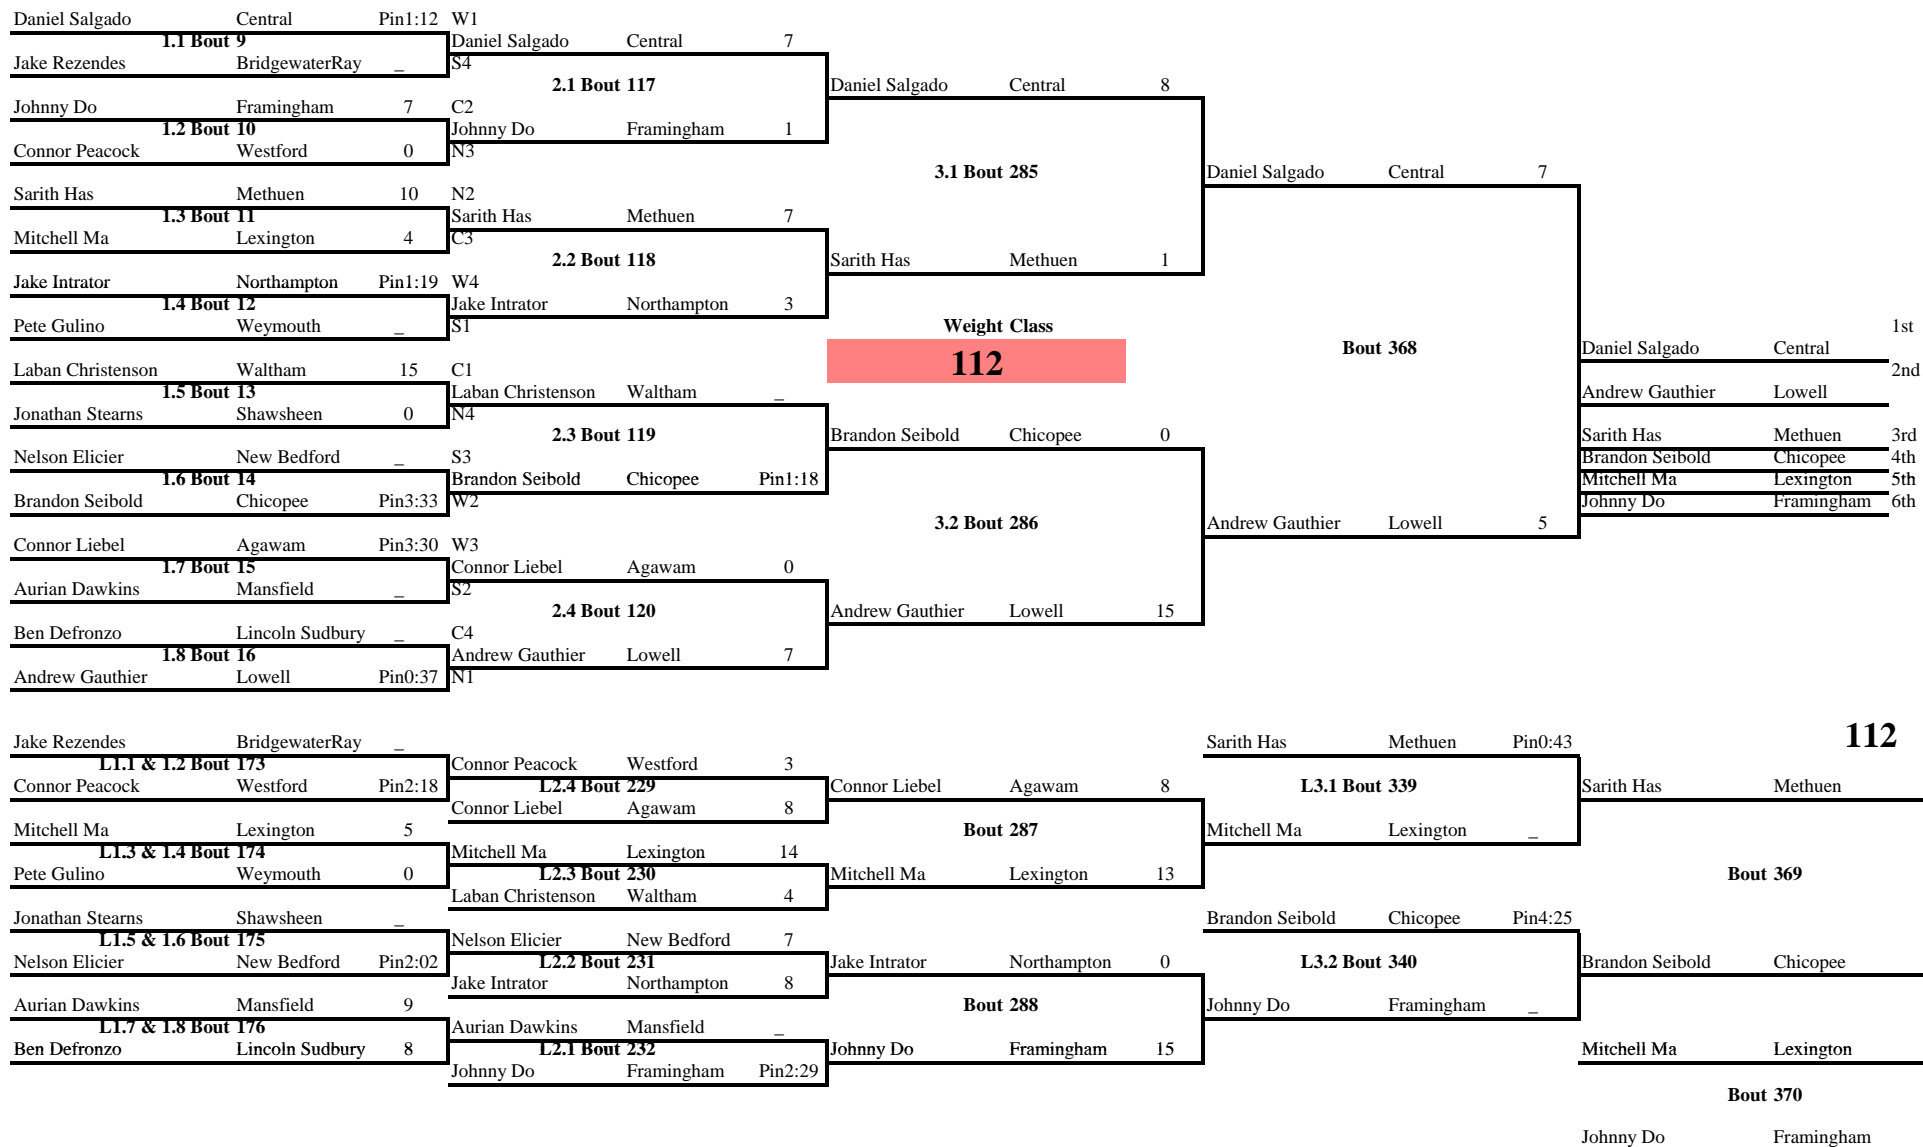 Daniel Salgado Central Pin1:12 W1
1.1 Bout 9 Daniel Salgado Central 7
Jake Rezendes BridgewaterRay _ S4
2.1 Bout 117 Daniel Salgado Central 8
Johnny Do Framingham 7 C2
1.2 Bout 10 Johnny Do Framingham 1
Connor Peacock Westford 0 N3
3.1 Bout 285 Daniel Salgado Central 7
Sarith Has Methuen 10 N2
1.3 Bout 11 Sarith Has Methuen 7
Mitchell Ma Lexington 4 C3
2.2 Bout 118 Sarith Has Methuen 1
Jake Intrator Northampton Pin1:19 W4
1.4 Bout 12 Jake Intrator Northampton 3
Pete Gulino Weymouth _ S1 Weight Class 1st
Bout 368 Daniel Salgado Central
112
Laban Christenson Waltham 15 C1 2nd
1.5 Bout 13 Laban Christenson Waltham _ Andrew Gauthier Lowell
Jonathan Stearns Shawsheen 0 N4
2.3 Bout 119 Brandon Seibold Chicopee 0 Sarith Has Methuen 3rd
Nelson Elicier New Bedford _ S3 Brandon Seibold Chicopee 4th
1.6 Bout 14 Brandon Seibold Chicopee Pin1:18 Mitchell Ma Lexington 5th
Brandon Seibold Chicopee Pin3:33 W2 Johnny Do Framingham 6th
3.2 Bout 286 Andrew Gauthier Lowell 5
Connor Liebel Agawam Pin3:30 W3
1.7 Bout 15 Connor Liebel Agawam 0
Aurian Dawkins Mansfield _ S2
2.4 Bout 120 Andrew Gauthier Lowell 15
Ben Defronzo Lincoln Sudbury _ C4
1.8 Bout 16 Andrew Gauthier Lowell 7
Andrew Gauthier Lowell Pin0:37 N1
112
Jake Rezendes BridgewaterRay _ Sarith Has Methuen Pin0:43
L1.1 & 1.2 Bout 173 Connor Peacock Westford 3
Connor Peacock Westford Pin2:18 L2.4 Bout 229 Connor Liebel Agawam 8 L3.1 Bout 339 Sarith Has Methuen
Connor Liebel Agawam 8
Mitchell Ma Lexington 5 Bout 287 Mitchell Ma Lexington _
L1.3 & 1.4 Bout 174 Mitchell Ma Lexington 14
Pete Gulino Weymouth 0 L2.3 Bout 230 Mitchell Ma Lexington 13 Bout 369
Laban Christenson Waltham 4
Jonathan Stearns Shawsheen _ Brandon Seibold Chicopee Pin4:25
L1.5 & 1.6 Bout 175 Nelson Elicier New Bedford 7
Nelson Elicier New Bedford Pin2:02 L2.2 Bout 231 Jake Intrator Northampton 0 L3.2 Bout 340 Brandon Seibold Chicopee
Jake Intrator Northampton 8
Aurian Dawkins Mansfield 9 Bout 288 Johnny Do Framingham _
L1.7 & 1.8 Bout 176 Aurian Dawkins Mansfield _
Ben Defronzo Lincoln Sudbury 8 L2.1 Bout 232 Johnny Do Framingham 15 Mitchell Ma Lexington
Johnny Do Framingham Pin2:29
Bout 370
Johnny Do Framingham